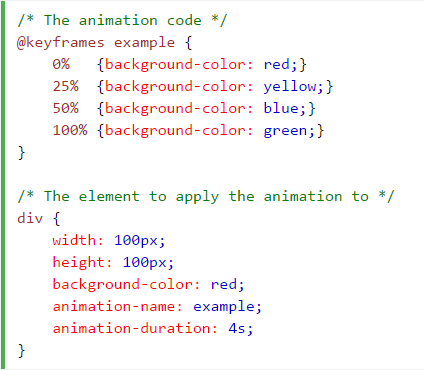 /* The animation code */
@keyframes example {
    0%   {background-color: red;}
    25%  {background-color: yellow;}
    50%  {background-color: blue;}
    100% {background-color: green;}
}

/* The element to apply the animation to */
div {
    width: 100px;
    height: 100px;
    background-color: red;
    animation-name: example;
    animation-duration: 4s;
}